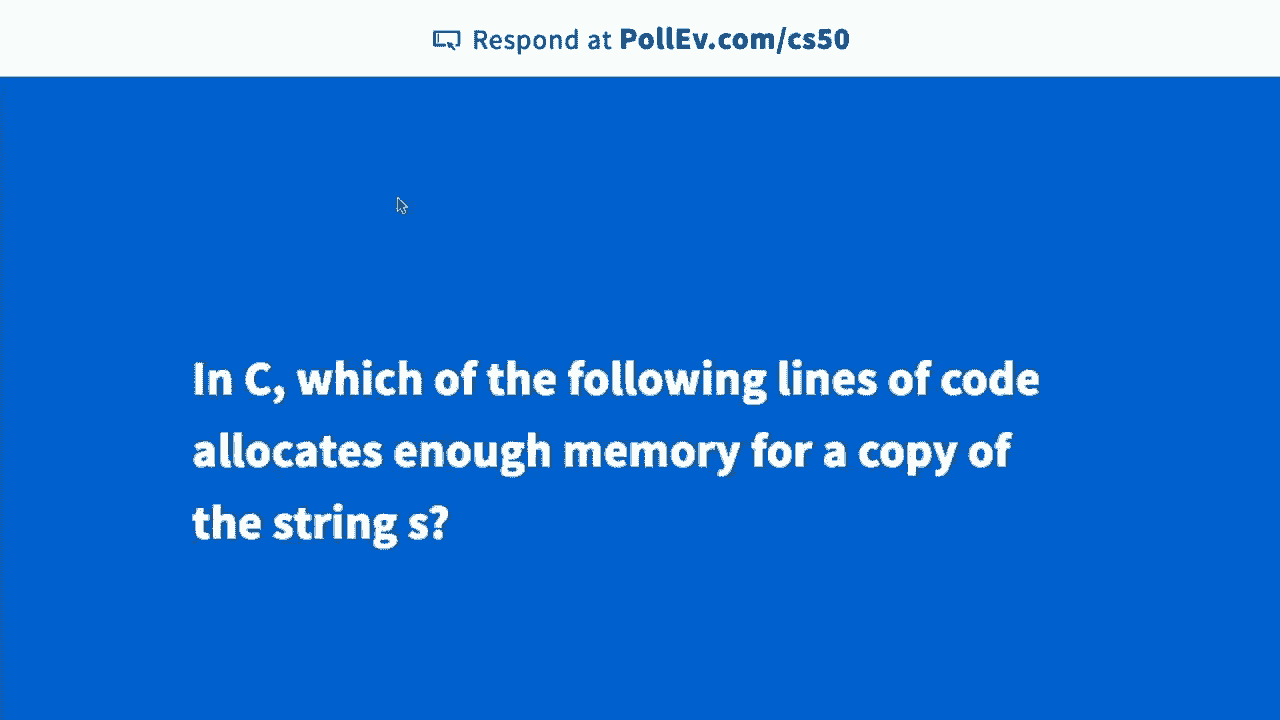 Respond at PollEv.com/cs50
In C, which of the following lines of code
allocates enough memory for a copy of
the string s?